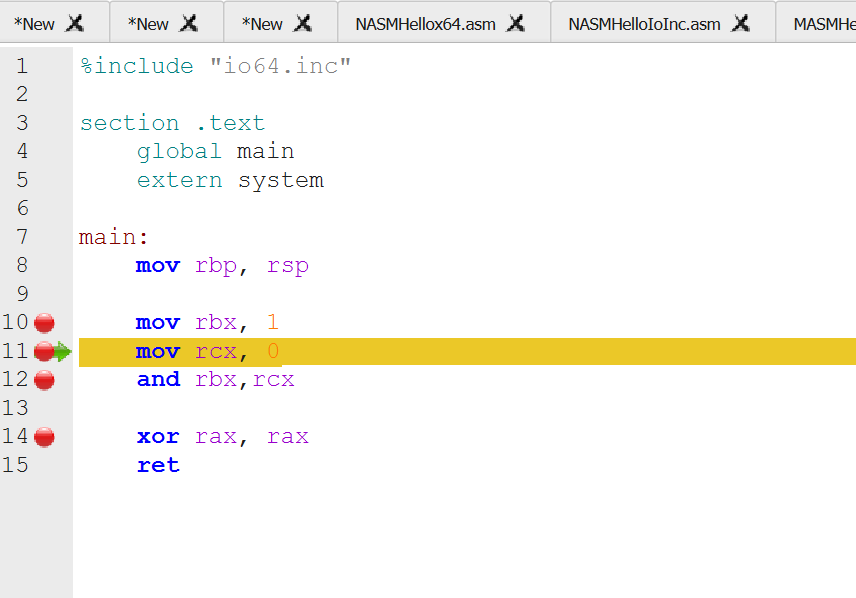 *New *New *New NASMHellox64.asm NASMHelloIoInc.asm MASMHe
1 %include "io64.inc"
2
3 section .text
4     global main
5     extern system
6
7 main:
8     mov rbp, rsp
9
10     mov rbx, 1
11     mov rcx, 0
12     and rbx,rcx
13
14     xor rax, rax
15     ret